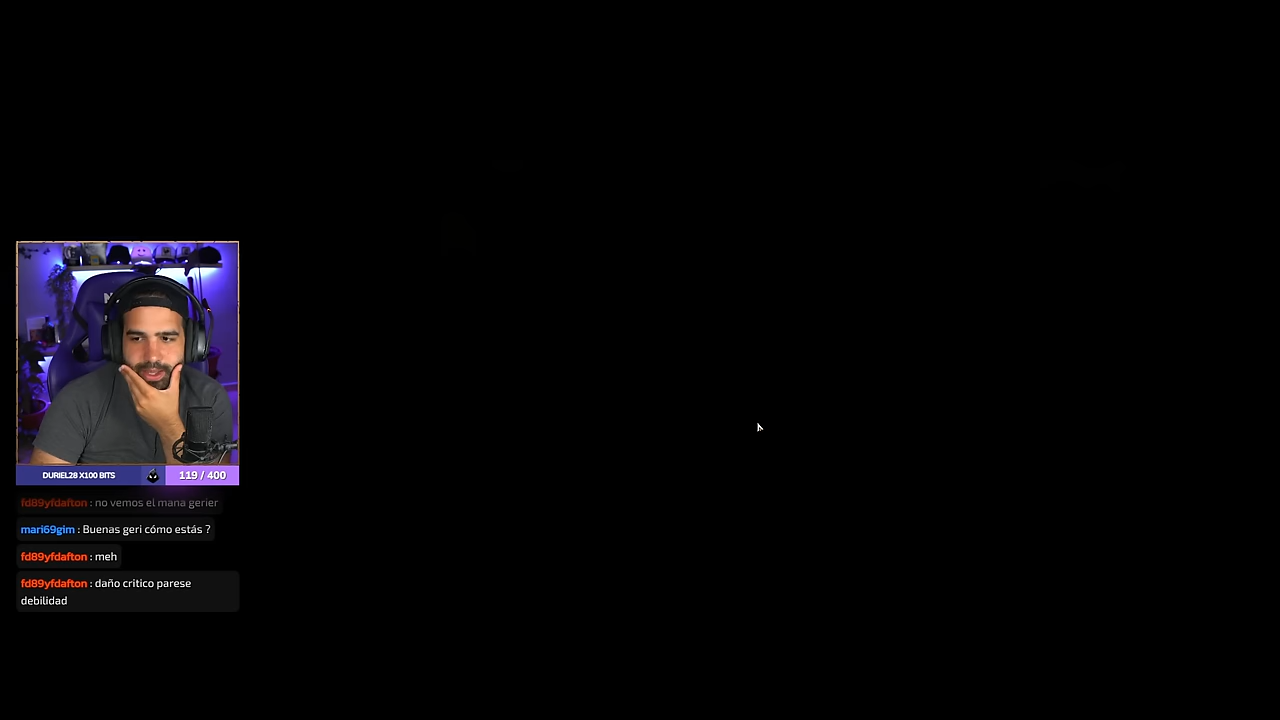 DURIEL28 X100 BITS
119 / 400
fd89yfdafton : no vemos el mana gerier
mari69gim : Buenas geri cómo estás ?
fd89yfdafton : meh
fd89yfdafton : daño critico parese
debilidad